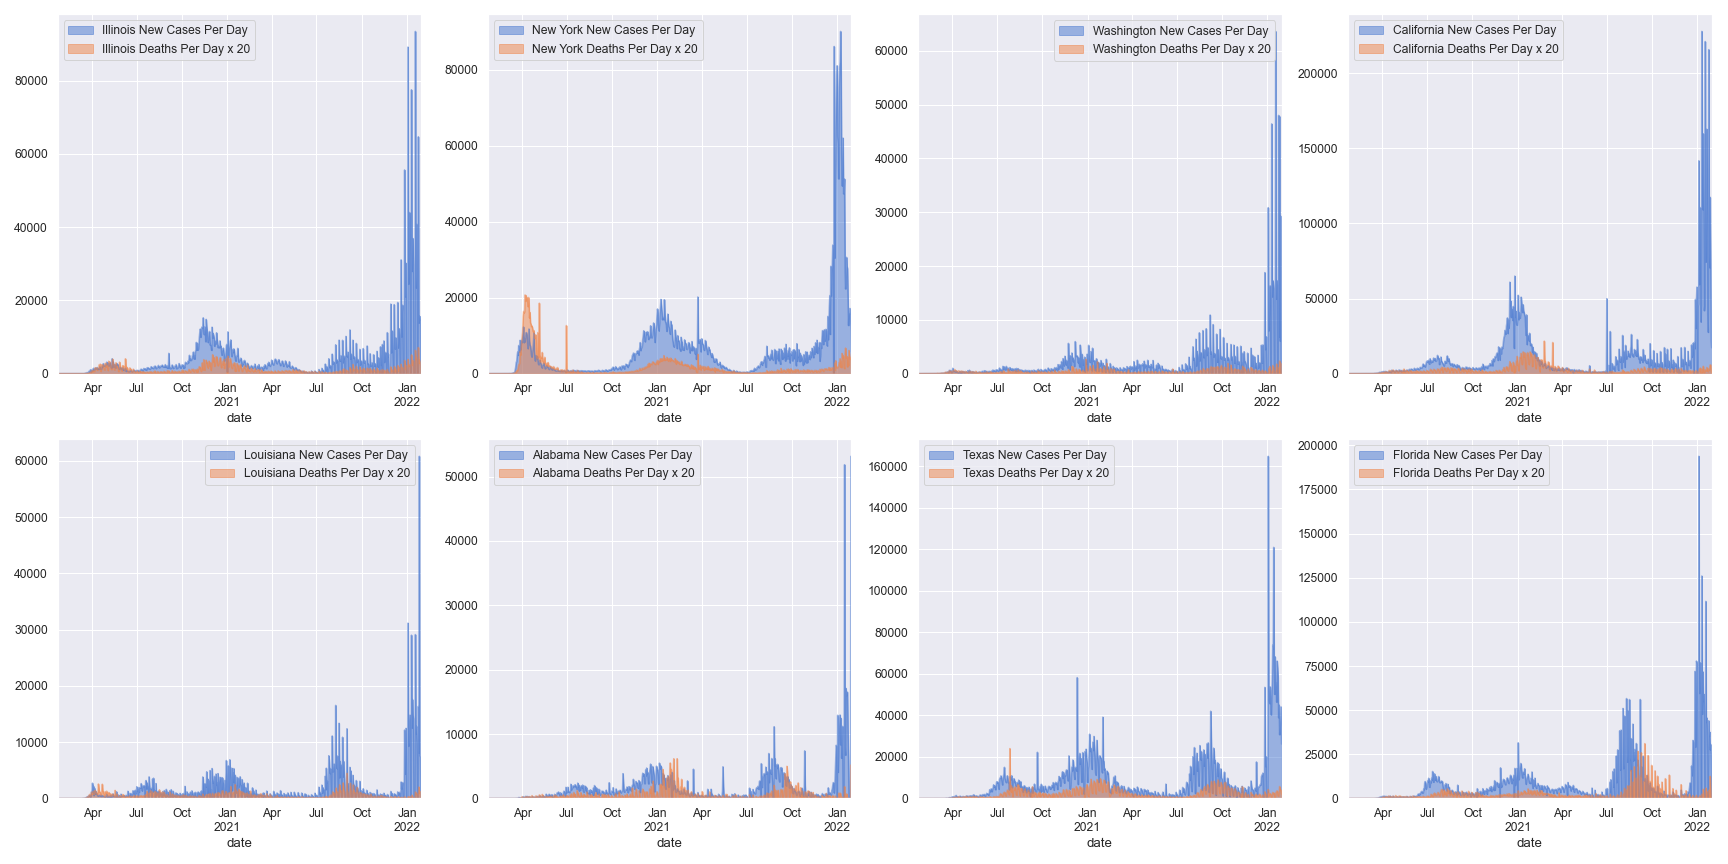 Illinois New Cases Per Day
Illinois Deaths Per Day x 20
80000
60000
40000
20000
0
Apr Jul Oct Jan Apr Jul Oct Jan
2021 2022
date
New York New Cases Per Day
New York Deaths Per Day x 20
80000
60000
40000
20000
0
Apr Jul Oct Jan Apr Jul Oct Jan
2021 2022
date
Washington New Cases Per Day
Washington Deaths Per Day x 20
60000
50000
40000
30000
20000
10000
0
Apr Jul Oct Jan Apr Jul Oct Jan
2021 2022
date
California New Cases Per Day
California Deaths Per Day x 20
200000
150000
100000
50000
0
Apr Jul Oct Jan Apr Jul Oct Jan
2021 2022
date
Louisiana New Cases Per Day
Louisiana Deaths Per Day x 20
60000
50000
40000
30000
20000
10000
0
Apr Jul Oct Jan Apr Jul Oct Jan
2021 2022
date
Alabama New Cases Per Day
Alabama Deaths Per Day x 20
50000
40000
30000
20000
10000
0
Apr Jul Oct Jan Apr Jul Oct Jan
2021 2022
date
Texas New Cases Per Day
Texas Deaths Per Day x 20
160000
140000
120000
100000
80000
60000
40000
20000
0
Apr Jul Oct Jan Apr Jul Oct Jan
2021 2022
date
Florida New Cases Per Day
Florida Deaths Per Day x 20
200000
175000
150000
125000
100000
75000
50000
25000
0
Apr Jul Oct Jan Apr Jul Oct Jan
2021 2022
date